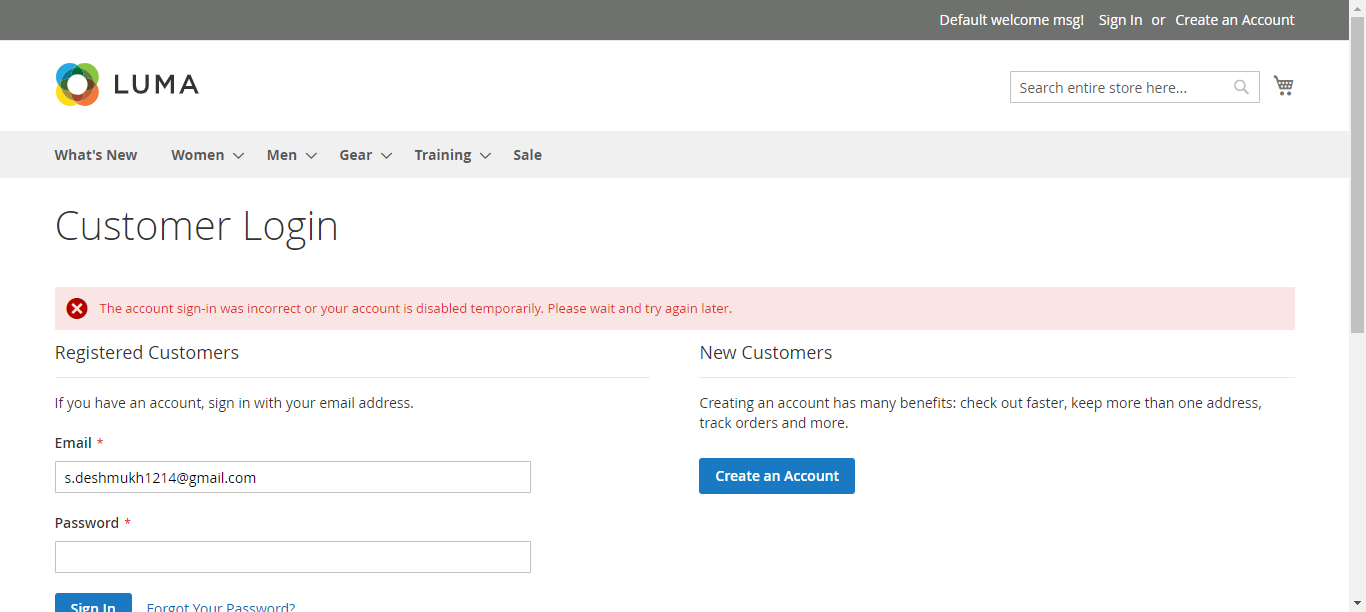 Default welcome msg! Sign In or Create an Account
LUMA
Search entire store here...
What's New Women Men Gear Training Sale
Customer Login
The account sign-in was incorrect or your account is disabled temporarily. Please wait and try again later.
Registered Customers
If you have an account, sign in with your email address.
Email *
s.deshmukh1214@gmail.com
Password *
Sign In Forgot Your Password?
New Customers
Creating an account has many benefits: check out faster, keep more than one address,
track orders and more.
Create an Account